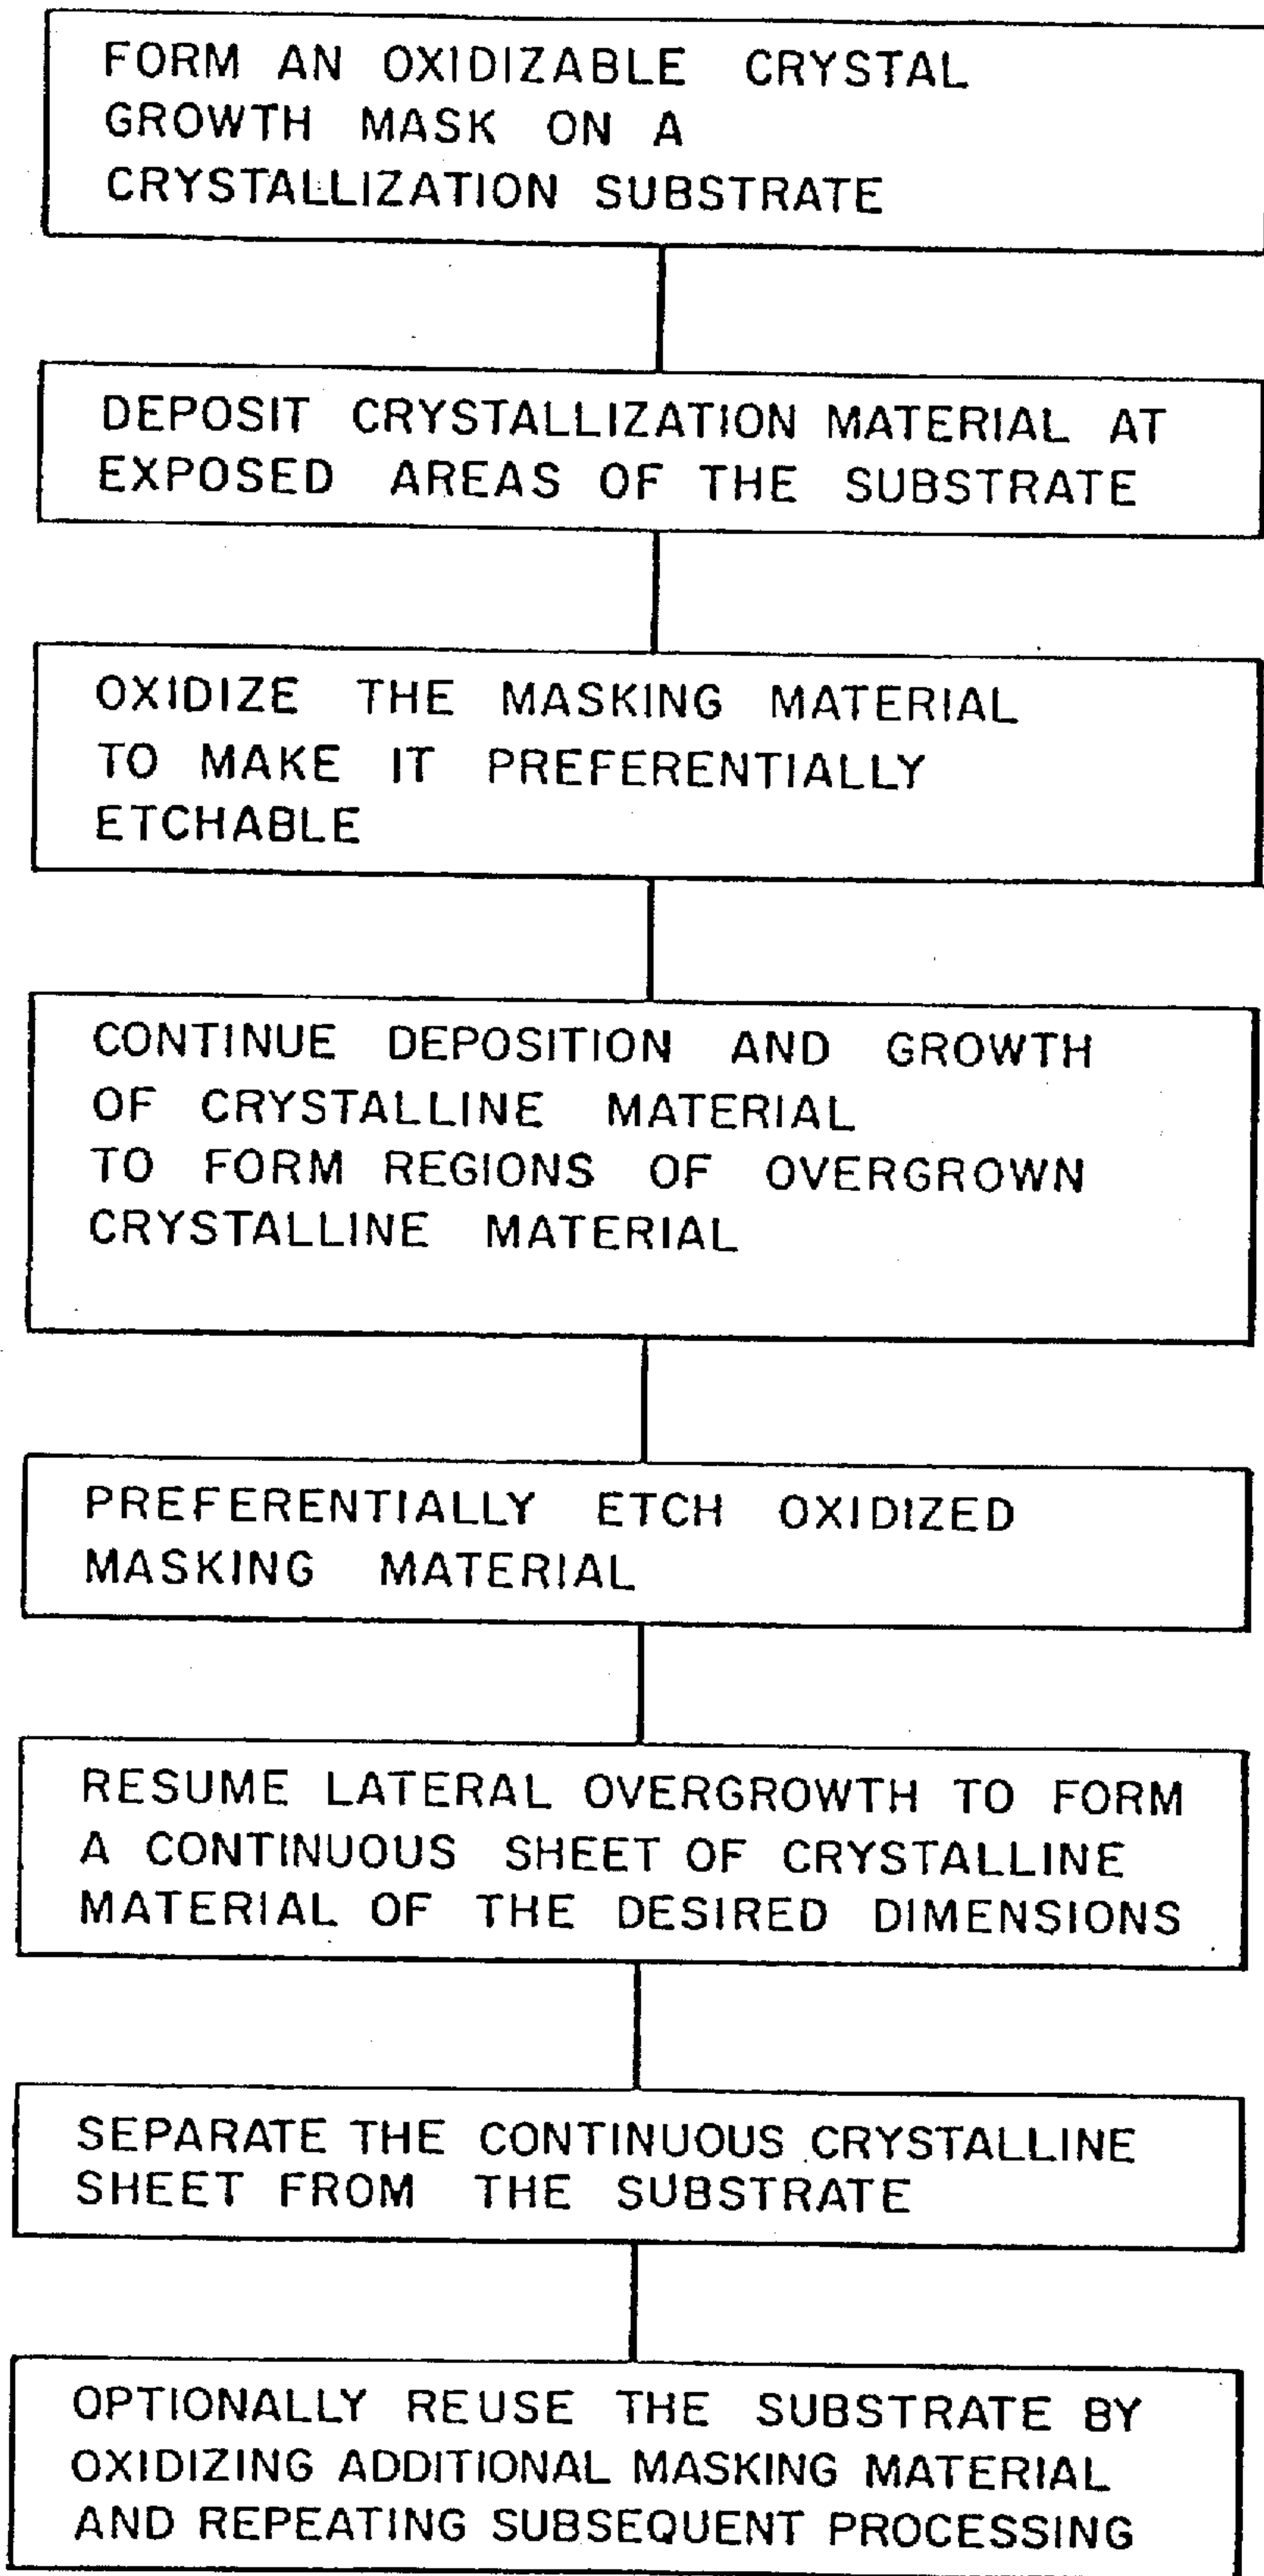 FORM AN OXIDIZABLE CRYSTAL
GROWTH MASK ON A
CRYSTALLIZATION SUBSTRATE
DEPOSIT CRYSTALLIZATION MATERIAL AT
EXPOSED AREAS OF THE SUBSTRATE
OXIDIZE THE MASKING MATERIAL
TO MAKE IT PREFERENTIALLY
ETCHABLE
CONTINUE DEPOSITION AND GROWTH
OF CRYSTALLINE MATERIAL
TO FORM REGIONS OF OVERGROWN
CRYSTALLINE MATERIAL
PREFERENTIALLY ETCH OXIDIZED
MASKING MATERIAL
RESUME LATERAL OVERGROWTH TO FORM
A CONTINUOUS SHEET OF CRYSTALLINE
MATERIAL OF THE DESIRED DIMENSIONS
SEPARATE THE CONTINUOUS CRYSTALLINE
SHEET FROM THE SUBSTRATE
OPTIONALLY REUSE THE SUBSTRATE BY
OXIDIZING ADDITIONAL MASKING MATERIAL
AND REPEATING SUBSEQUENT PROCESSING